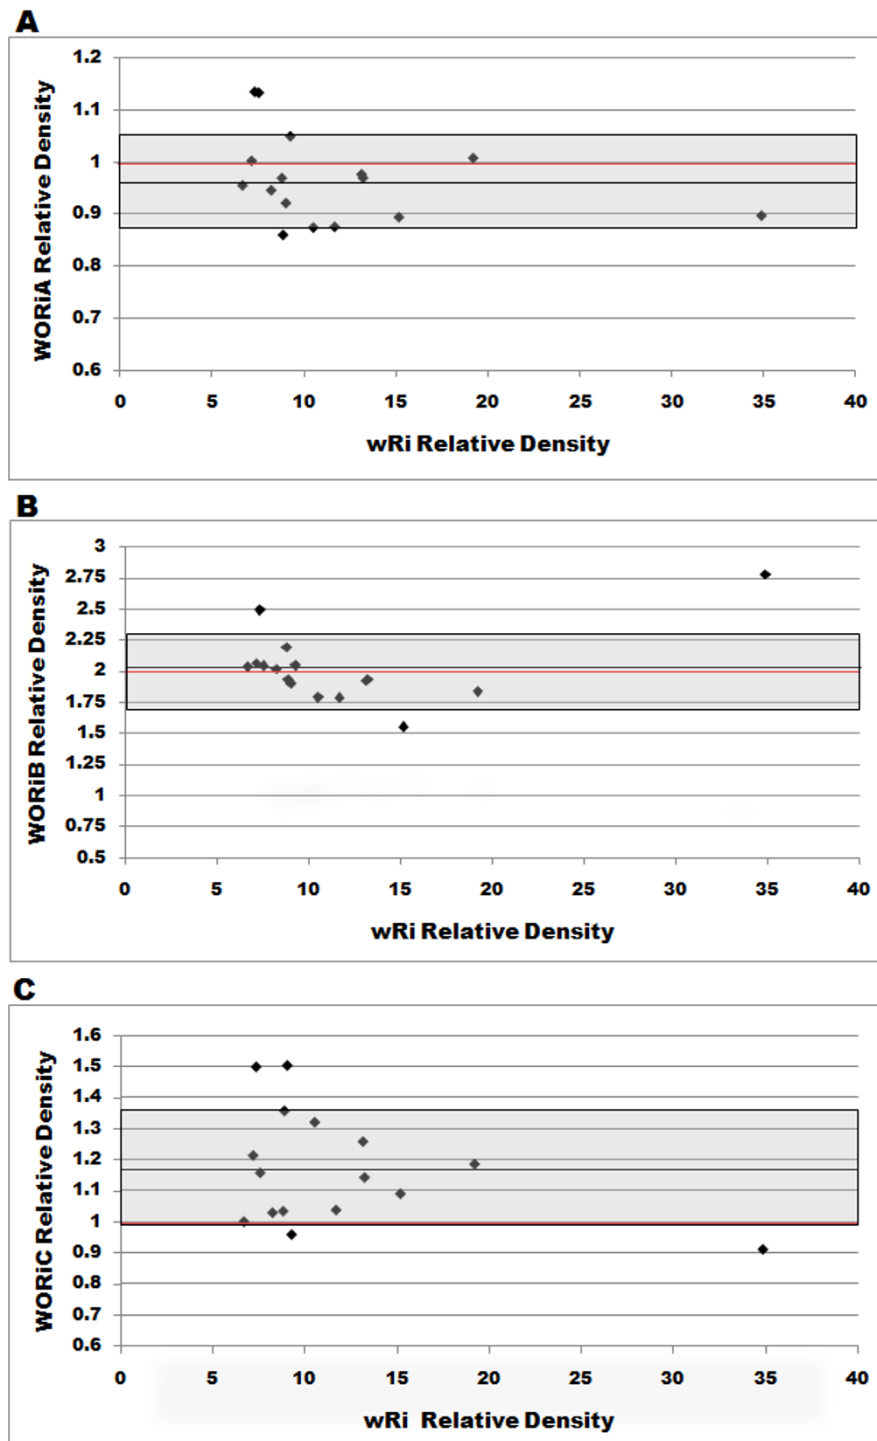 A
WORiA Relative Density
1.2
1.1
1
0.9
0.8
0.7
0.6
0 5 10 15 20 25 30 35 40
wRi Relative Density
B
WORiB Relative Density
3
2.75
2.5
2.25
2
1.75
1.5
1.25
1
0.75
0.5
0 5 10 15 20 25 30 35 40
wRi Relative Density
C
WORiC Relative Density
1.6
1.5
1.4
1.3
1.2
1.1
1
0.9
0.8
0.7
0.6
0 5 10 15 20 25 30 35 40
wRi Relative Density